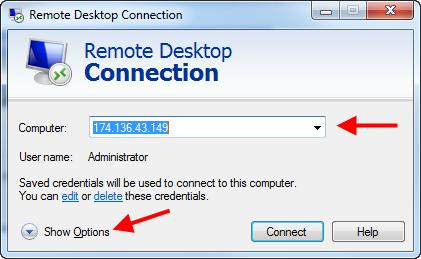 Remote Desktop Connection
Remote Desktop
Connection
Computer: 174.136.43.149
User name: Administrator
Saved credentials will be used to connect to this computer.
You can edit or delete these credentials.
Show Options Connect Help